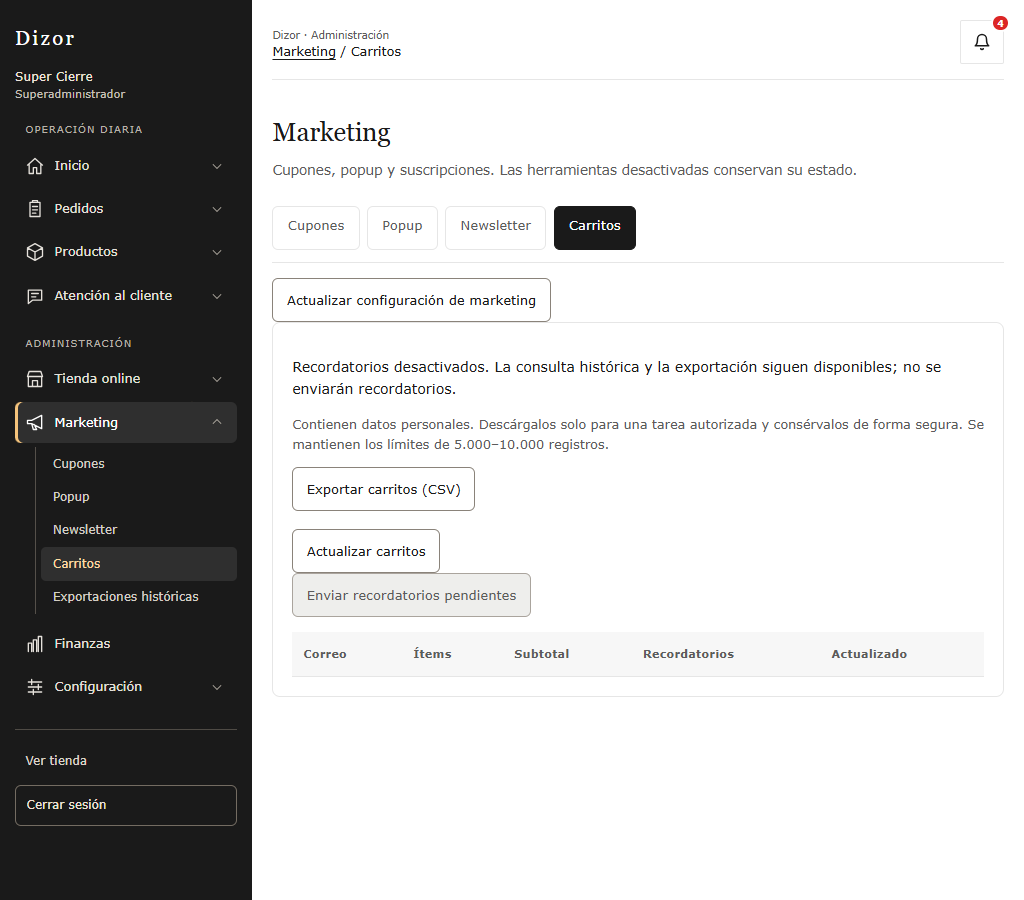 Dizor
Super Cierre
Superadministrador
OPERACIÓN DIARIA
Inicio
Pedidos
Productos
Atención al cliente
ADMINISTRACIÓN
Tienda online
Marketing
Cupones
Popup
Newsletter
Carritos
Exportaciones históricas
Finanzas
Configuración
Ver tienda
Cerrar sesión
Dizor · Administración
Marketing / Carritos
4
Marketing
Cupones, popup y suscripciones. Las herramientas desactivadas conservan su estado.
Cupones Popup Newsletter Carritos
Actualizar configuración de marketing
Recordatorios desactivados. La consulta histórica y la exportación siguen disponibles; no se
enviarán recordatorios.
Contienen datos personales. Descárgalos solo para una tarea autorizada y consérvalos de forma segura. Se
mantienen los límites de 5.000–10.000 registros.
Exportar carritos (CSV)
Actualizar carritos
Enviar recordatorios pendientes
Correo Ítems Subtotal Recordatorios Actualizado